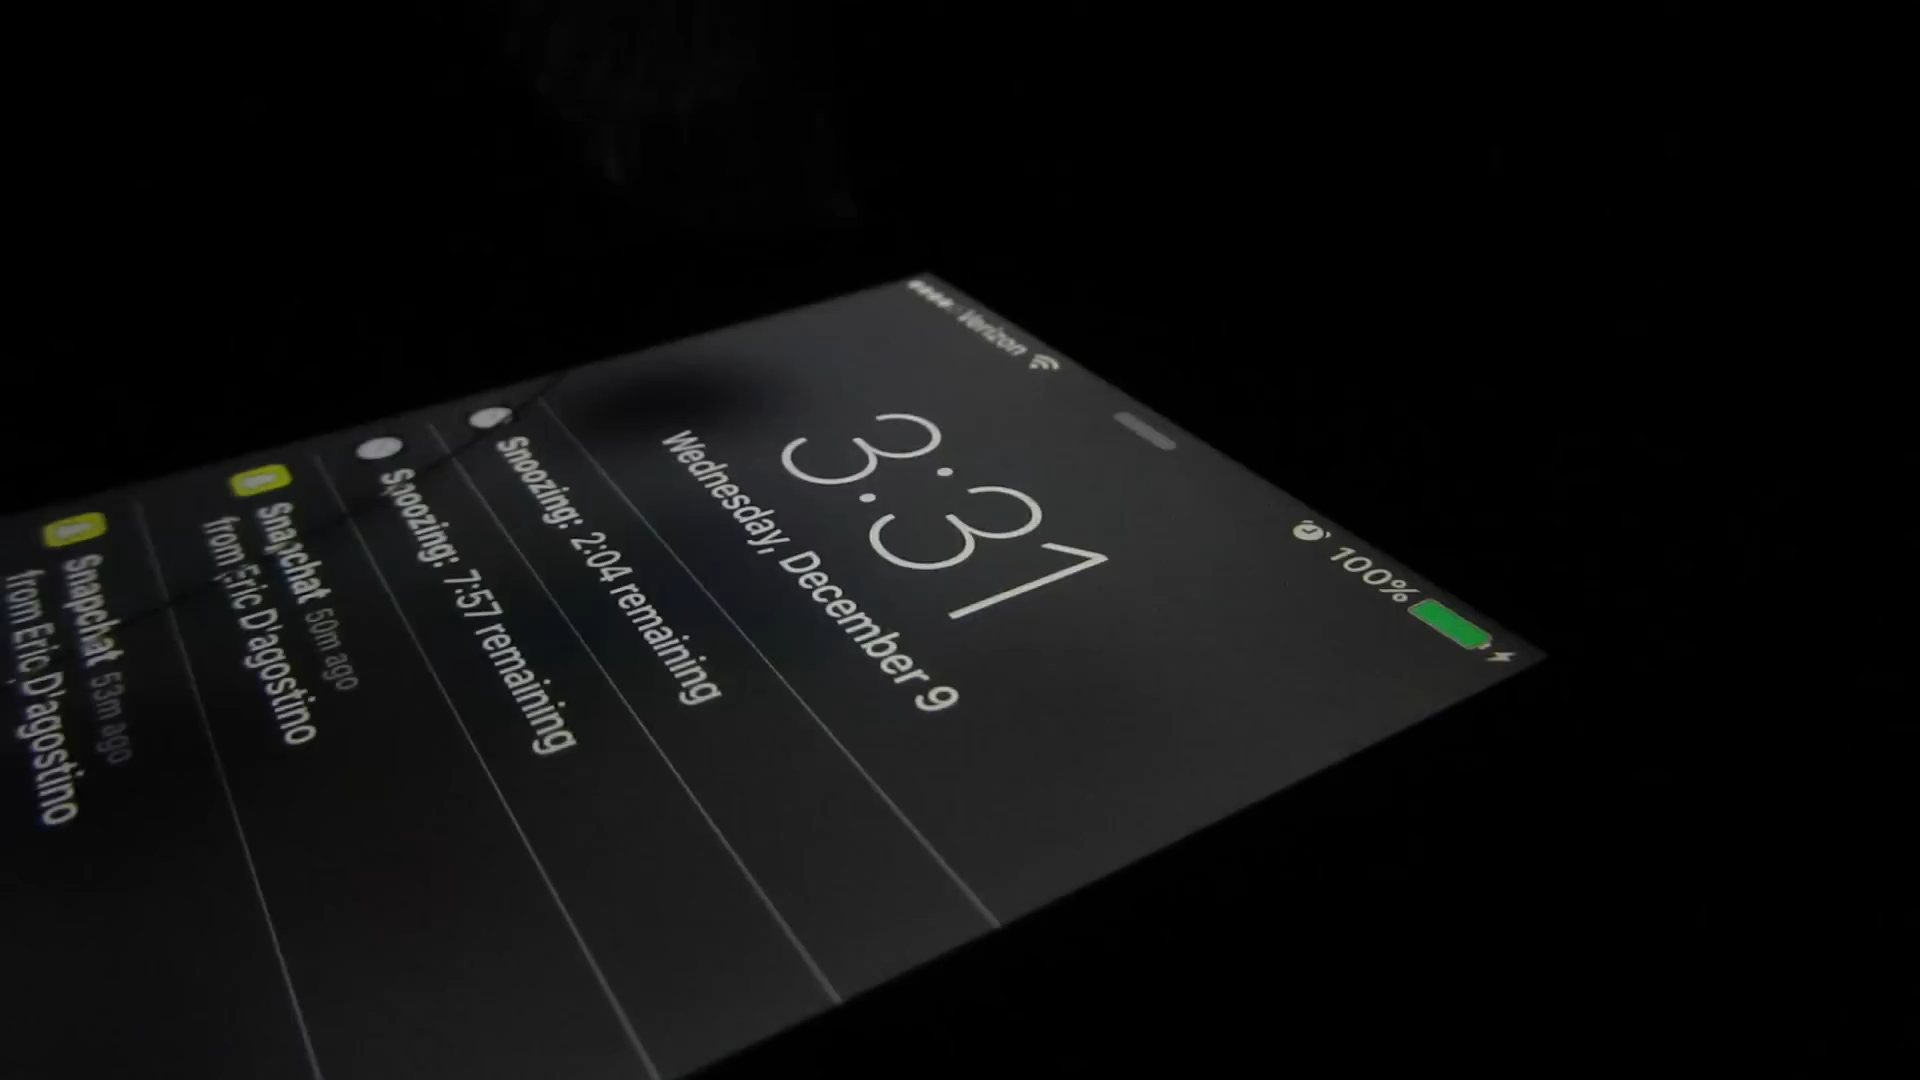 Verizon
100%
3:31
Wednesday, December 9
Snoozing: 2:04 remaining
Snoozing: 7:57 remaining
Snapchat 50m ago
from Eric D'agostino
Snapchat 53m ago
from Eric D'agostino